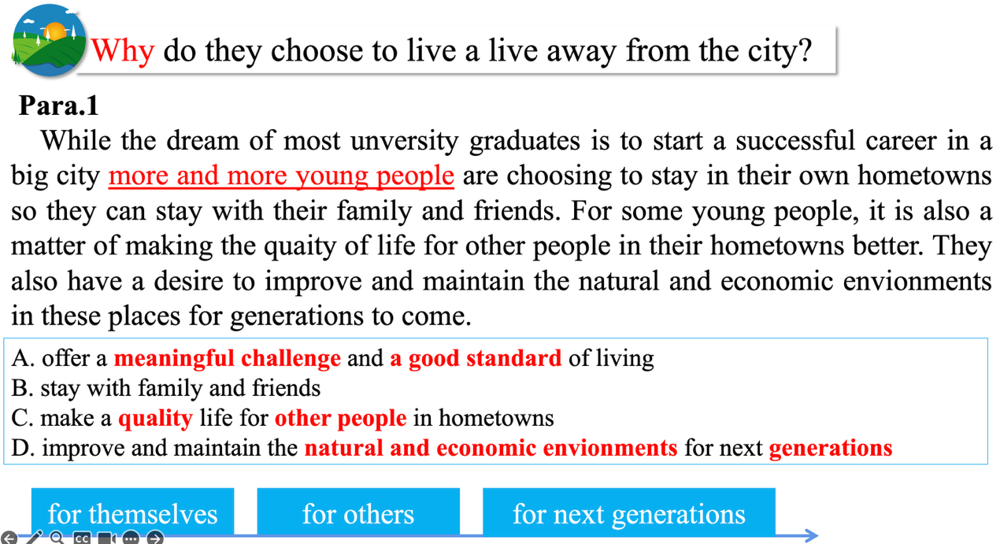 Why do they choose to live a live away from the city?
Para.1
While the dream of most unversity graduates is to start a successful career in a
big city more and more young people are choosing to stay in their own hometowns
so they can stay with their family and friends. For some young people, it is also a
matter of making the quaity of life for other people in their hometowns better. They
also have a desire to improve and maintain the natural and economic envionments
in these places for generations to come.
A. offer a meaningful challenge and a good standard of living
B. stay with family and friends
C. make a quality life for other people in hometowns
D. improve and maintain the natural and economic envionments for next generations
for themselves
for others
for next generations
CC